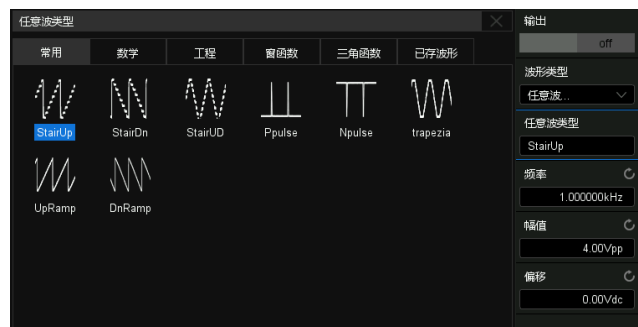 任意波类型
常用 数学 工程 窗函数 三角函数 已存波形
StairUp StairDn StairUD Ppulse Npulse trapezia
UpRamp DnRamp
输出
off
波形类型
任意波...
任意波类型
StairUp
频率
1.000000kHz
幅值
4.00Vpp
偏移
0.00Vdc